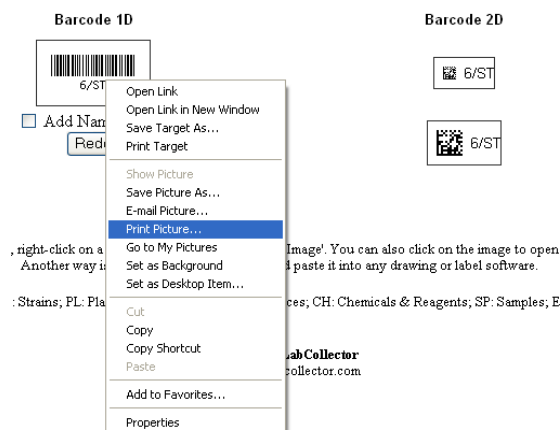 Barcode 1D
Barcode 2D
6/ST
6/ST
Add Nam
Redu
6/ST
Open Link
Open Link in New Window
Save Target As...
Print Target
Show Picture
Save Picture As...
E-mail Picture...
Print Picture...
Go to My Pictures
Set as Background
Set as Desktop Item...
Cut
Copy
Copy Shortcut
Paste
Add to Favorites...
Properties
, right-click on a Image'. You can also click on the image to open
Another way i paste it into any drawing or label software.
: Strains; PL: Pla ces; CH: Chemicals & Reagents; SP: Samples; E
LabCollector
collector.com